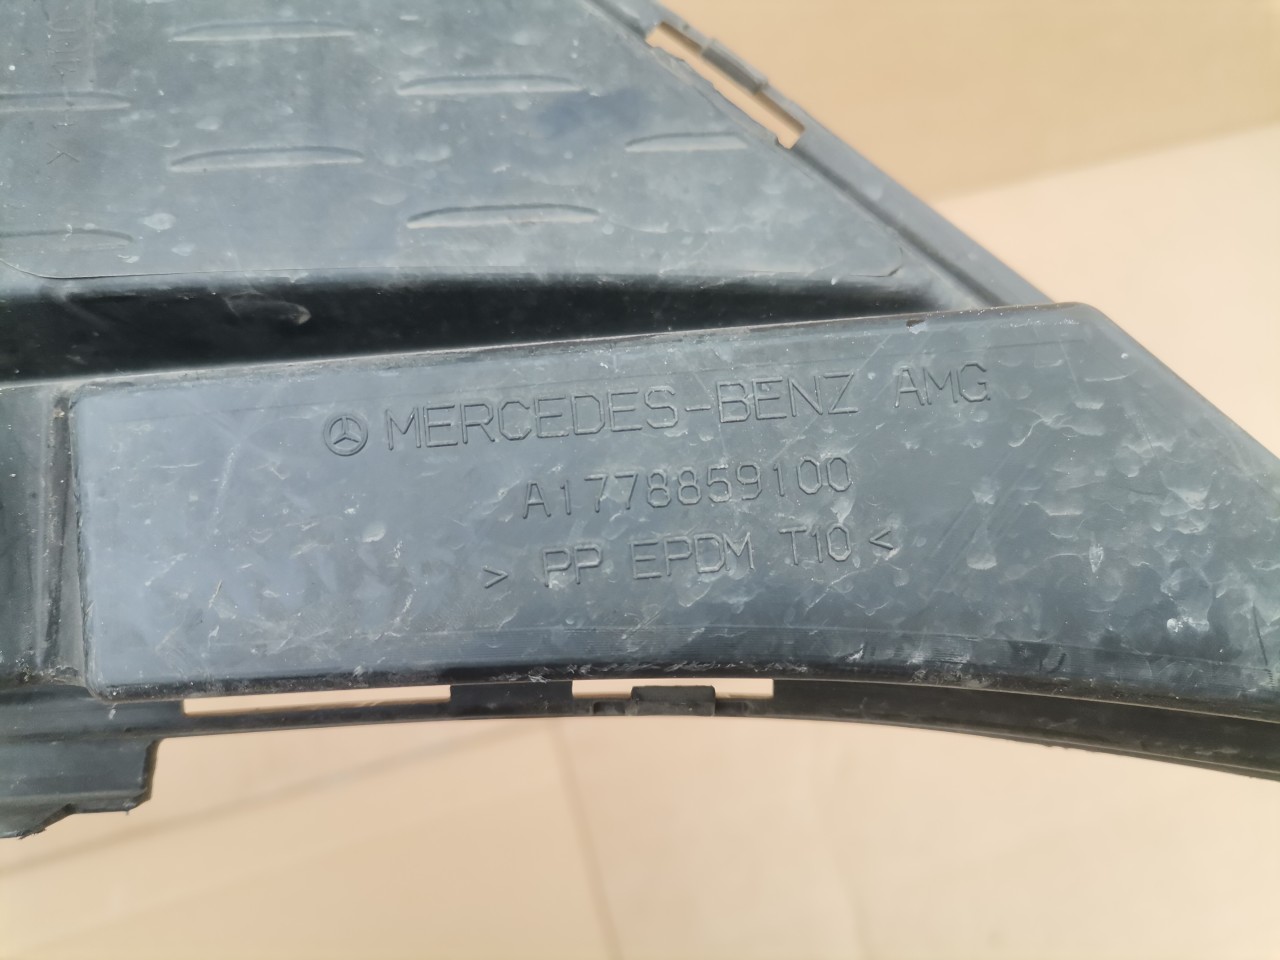 MERCEDES-BENZ AMG
A1778859100
> PP EPDM T10 <